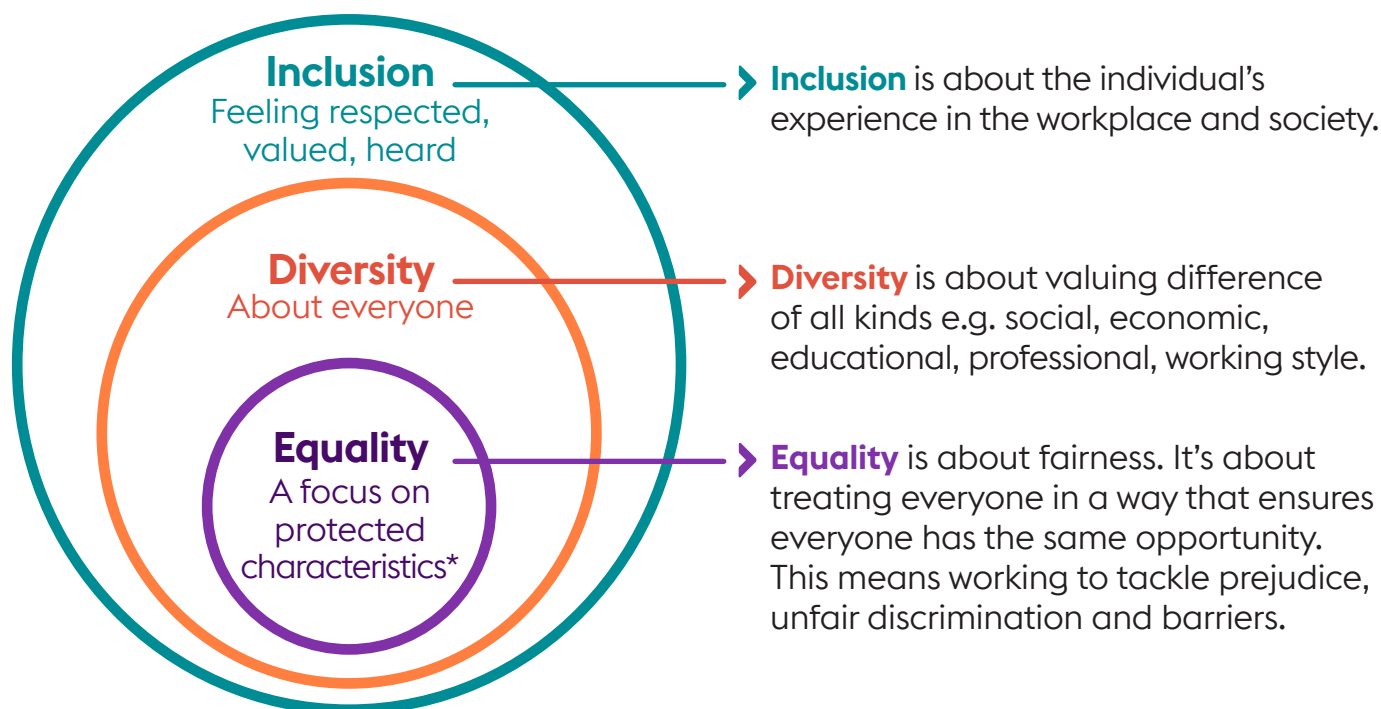 Inclusion
Feeling respected,
valued, heard
Inclusion is about the individual’s
experience in the workplace and society.
Diversity
About everyone
Diversity is about valuing difference
of all kinds e.g. social, economic,
educational, professional, working style.
Equality
A focus on
protected
characteristics*
Equality is about fairness. It’s about
treating everyone in a way that ensures
everyone has the same opportunity.
This means working to tackle prejudice,
unfair discrimination and barriers.